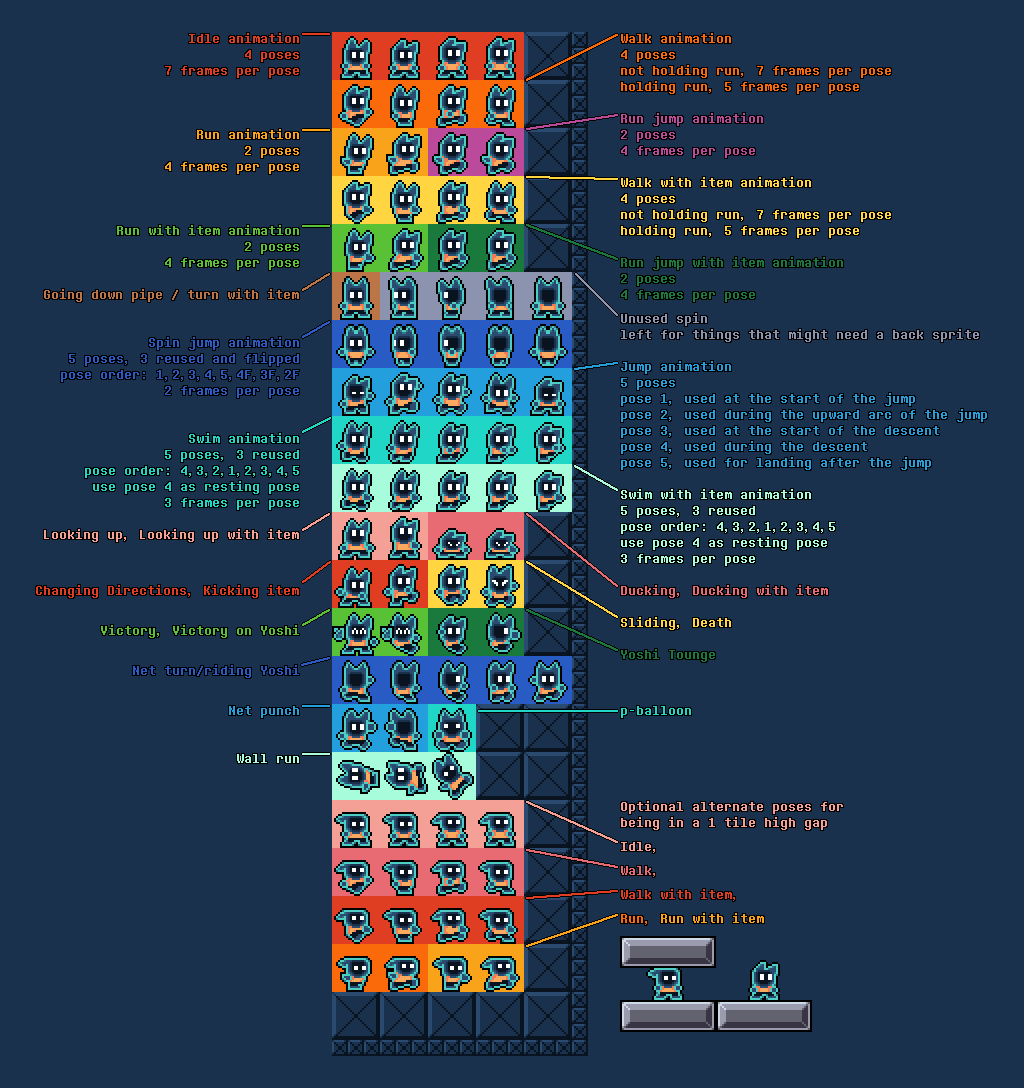 Idle animation
4 poses
7 frames per pose
Walk animation
4 poses
not holding run, 7 frames per pose
holding run, 5 frames per pose
Run animation
2 poses
4 frames per pose
Run jump animation
2 poses
4 frames per pose
Walk with item animation
4 poses
not holding run, 7 frames per pose
holding run, 5 frames per pose
Run with item animation
2 poses
4 frames per pose
Run jump with item animation
2 poses
4 frames per pose
Going down pipe / turn with item
Unused spin
left for things that might need a back sprite
Spin jump animation
5 poses, 3 reused and flipped
pose order: 1,2,3,4,5,4F,3F,2F
2 frames per pose
Jump animation
5 poses
pose 1, used at the start of the jump
pose 2, used during the upward arc of the jump
pose 3, used at the start of the descent
pose 4, used during the descent
pose 5, used for landing after the jump
Swim animation
5 poses, 3 reused
pose order: 4,3,2,1,2,3,4,5
use pose 4 as resting pose
3 frames per pose
Swim with item animation
5 poses, 3 reused
pose order: 4,3,2,1,2,3,4,5
use pose 4 as resting pose
3 frames per pose
Looking up, Looking up with item
Ducking, Ducking with item
Changing Directions, Kicking item
Sliding, Death
Victory, Victory on Yoshi
Yoshi Tounge
Net turn/riding Yoshi
Net punch
p-balloon
Wall run
Optional alternate poses for
being in a 1 tile high gap
Idle,
Walk,
Walk with item,
Run, Run with item